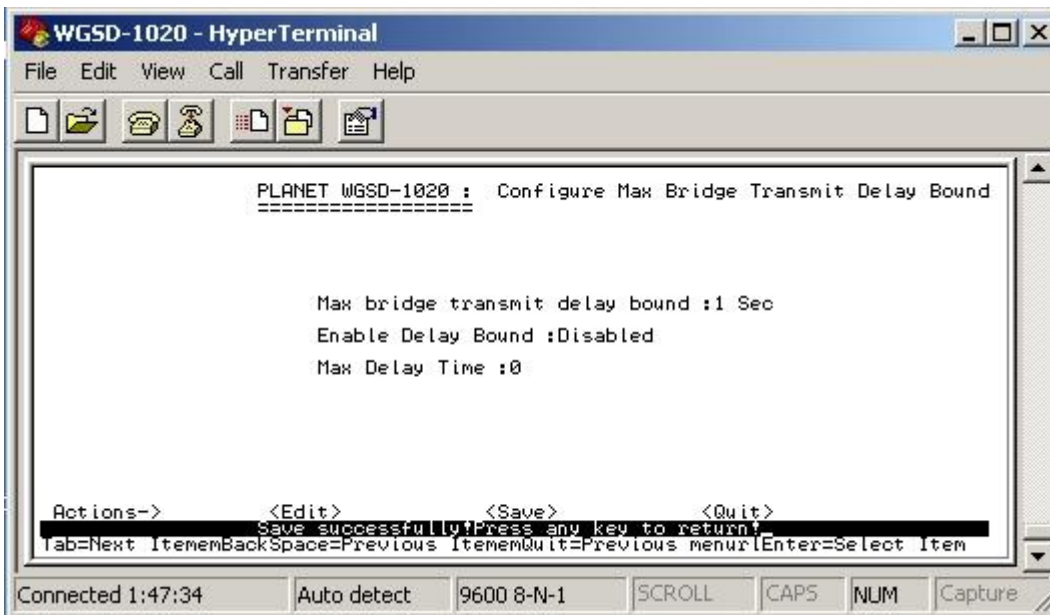 WGSD-1020 - HyperTerminal
File Edit View Call Transfer Help
PLANET WGSD-1020 : Configure Max Bridge Transmit Delay Bound
==================
Max bridge transmit delay bound :1 Sec
Enable Delay Bound :Disabled
Max Delay Time :0
Actions-> <Edit> <Save> <Quit>
Save successfully!Press any key to return!
Tab=Next ItememBackSpace=Previous ItememQuit=Previous menurlEnter=Select Item
Connected 1:47:34 Auto detect 9600 8-N-1 SCROLL CAPS NUM Capture